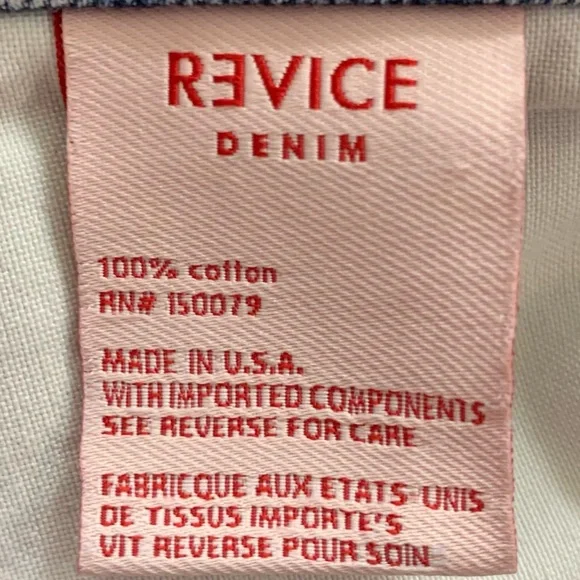 RƎVICE
DENIM
100% cotton
RN# 150079
MADE IN U.S.A.
WITH IMPORTED COMPONENTS
SEE REVERSE FOR CARE
FABRICQUE AUX ETATS-UNIS
DE TISSUS IMPORTE'S
VIT REVERSE POUR SOIN